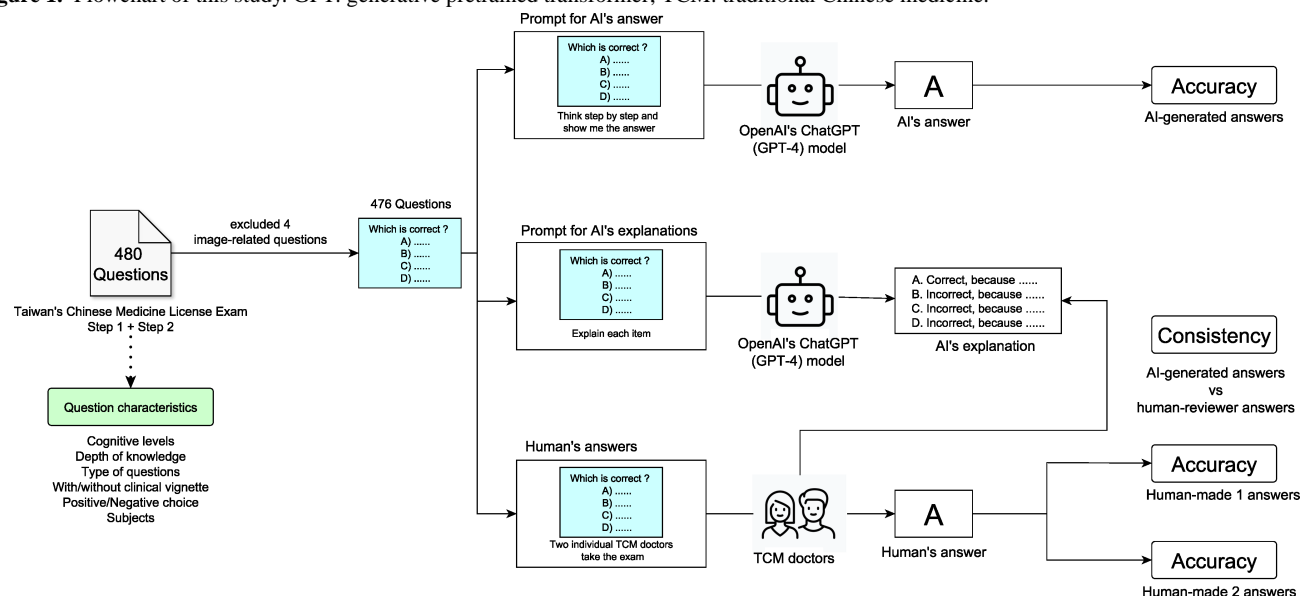 Figure 1. Flowchart of this study. GPT: generative pretrained transformer; TCM: traditional Chinese medicine.
Prompt for AI's answer
Which is correct ?
A) ......
B) ......
C) ......
D) ......
Think step by step and
show me the answer
OpenAI's ChatGPT
(GPT-4) model
A
AI's answer
Accuracy
AI-generated answers
480
Questions
Taiwan's Chinese Medicine License Exam
Step 1 + Step 2
excluded 4
image-related questions
476 Questions
Which is correct ?
A) ......
B) ......
C) ......
D) ......
Question characteristics
Cognitive levels
Depth of knowledge
Type of questions
With/without clinical vignette
Positive/Negative choice
Subjects
Prompt for AI's explanations
Which is correct ?
A) ......
B) ......
C) ......
D) ......
Explain each item
OpenAI's ChatGPT
(GPT-4) model
A. Correct, because ......
B. Incorrect, because ......
C. Incorrect, because ......
D. Incorrect, because ......
AI's explanation
Consistency
AI-generated answers
vs
human-reviewer answers
Human's answers
Which is correct ?
A) ......
B) ......
C) ......
D) ......
Two individual TCM doctors
take the exam
TCM doctors
A
Human's answer
Accuracy
Human-made 1 answers
Accuracy
Human-made 2 answers